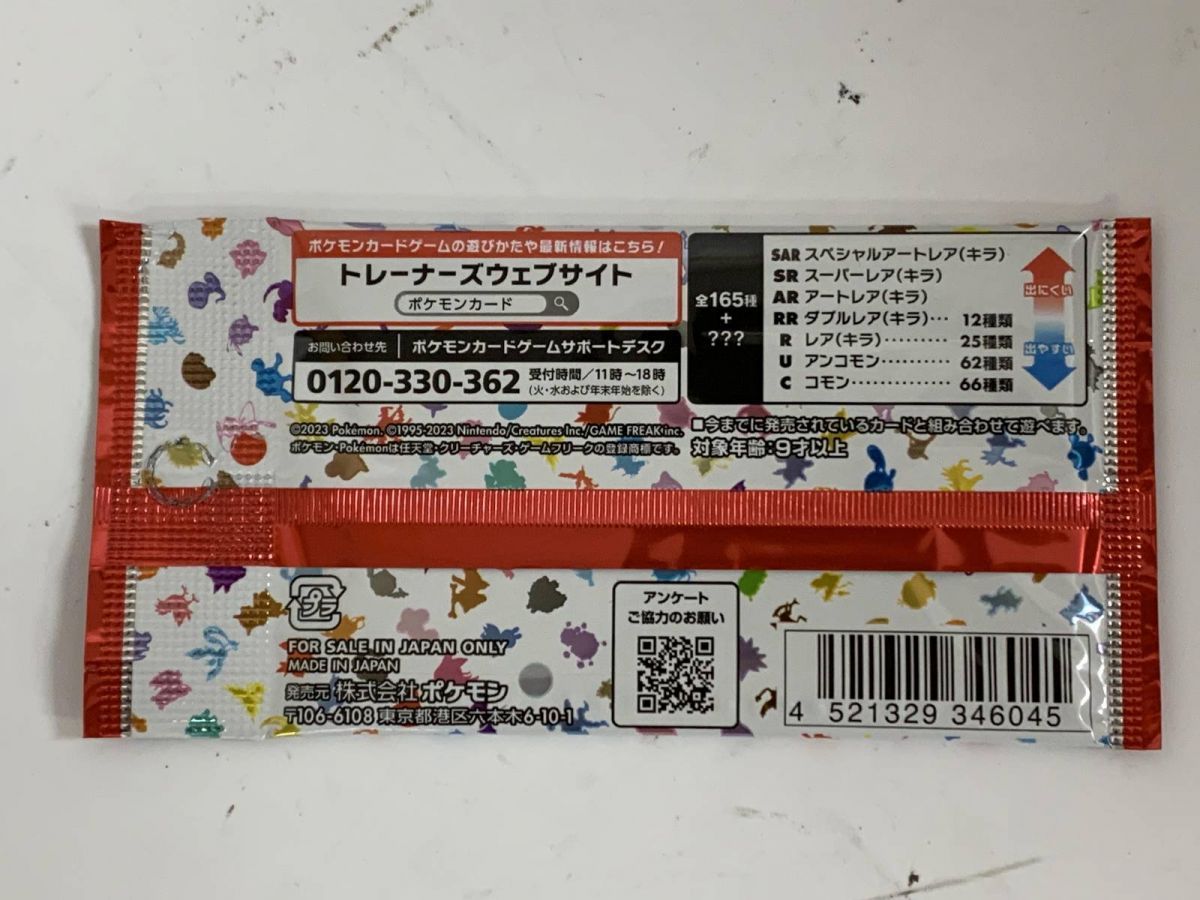 ポケモンカードゲームの遊びかたや最新情報はこちら!
トレーナーズウェブサイト
ポケモンカード
お問い合わせ先 ポケモンカードゲームサポートデスク
0120-330-362 受付時間/11時~18時
(火・水および年末年始を除く)
©2023 Pokémon. ©1995-2023 Nintendo/Creatures Inc./GAME FREAK inc.
ポケモン・Pokémonは任天堂・クリーチャーズ・ゲームフリークの登録商標です。
全165種
+
???
SAR スペシャルアートレア(キラ)
SR スーパーレア(キラ)
AR アートレア(キラ)
RR ダブルレア(キラ)… 12種類
R レア(キラ)……… 25種類
U アンコモン………… 62種類
C コモン…………… 66種類
出にくい
出やすい
■今までに発売されているカードと組み合わせて遊べます。
対象年齢:9才以上
プラ
FOR SALE IN JAPAN ONLY
MADE IN JAPAN
発売元 株式会社ポケモン
〒106-6108 東京都港区六本木6-10-1
アンケート
ご協力のお願い
4 521329 346045